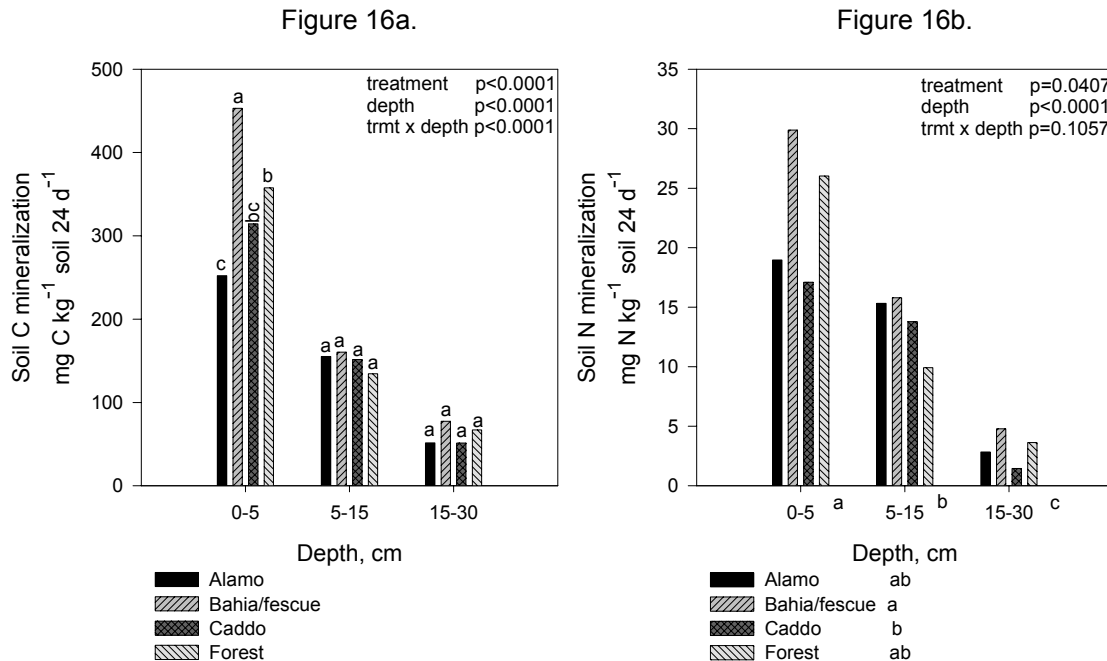 Figure 16a.
500
400
300
200
100
0
Soil C mineralization
mg C kg⁻¹ soil 24 d⁻¹
treatment p<0.0001
depth p<0.0001
trmt x depth p<0.0001
a
b
bc
c
a a a a
a a a a
0-5 5-15 15-30
Depth, cm
Alamo
Bahia/fescue
Caddo
Forest
Figure 16b.
35
30
25
20
15
10
5
0
Soil N mineralization
mg N kg⁻¹ soil 24 d⁻¹
treatment p=0.0407
depth p<0.0001
trmt x depth p=0.1057
0-5 a 5-15 b 15-30 c
Depth, cm
Alamo ab
Bahia/fescue a
Caddo b
Forest ab